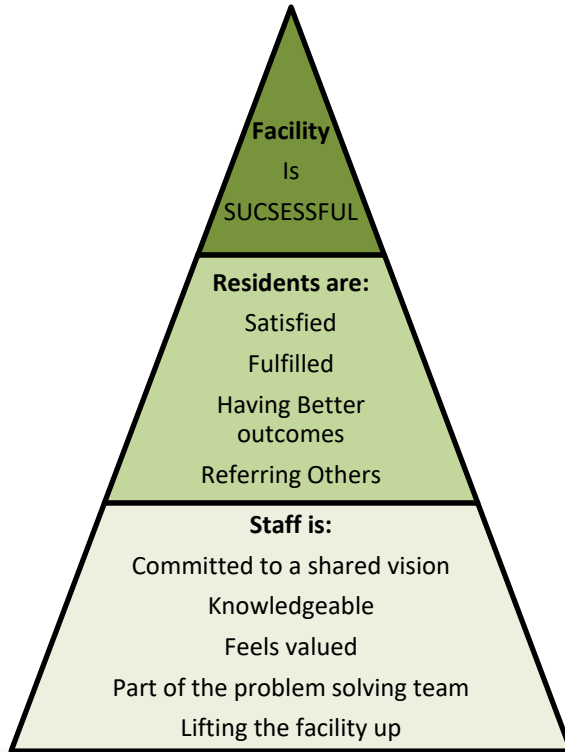 Facility
Is
SUCSESSFUL
Residents are:
Satisfied
Fulfilled
Having Better
outcomes
Referring Others
Staff is:
Committed to a shared vision
Knowledgeable
Feels valued
Part of the problem solving team
Lifting the facility up